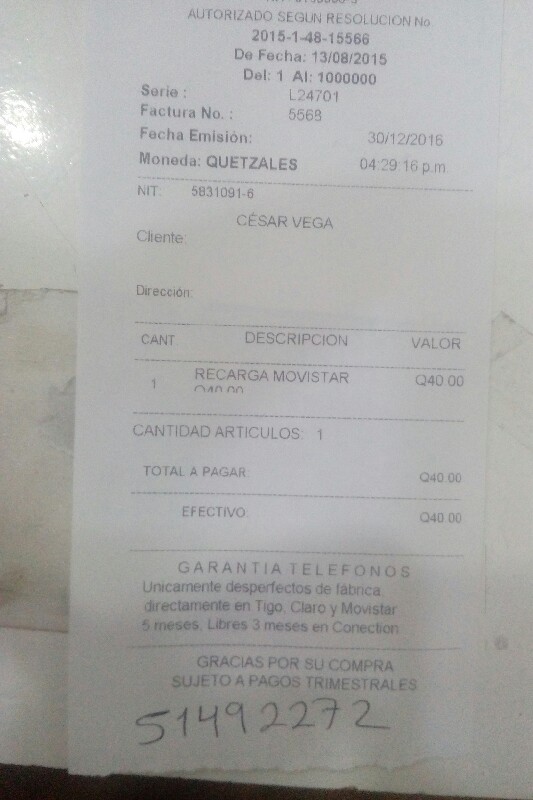 AUTORIZADO SEGUN RESOLUCION No
2015-1-48-15566
De Fecha: 13/08/2015
Del: 1 Al: 1000000
Serie : L24701
Factura No. : 5568
Fecha Emisión: 30/12/2016
Moneda: QUETZALES 04:29:16 p.m.
NIT: 5831091-6
CÉSAR VEGA
Cliente:
Dirección:
CANT DESCRIPCION VALOR
1 RECARGA MOVISTAR Q40.00
Q40.00
CANTIDAD ARTICULOS: 1
TOTAL A PAGAR: Q40.00
EFECTIVO: Q40.00
GARANTIA TELEFONOS
Unicamente desperfectos de fábrica,
directamente en Tigo, Claro y Movistar
5 meses, Libres 3 meses en Conection
GRACIAS POR SU COMPRA
SUJETO A PAGOS TRIMESTRALES
51492272